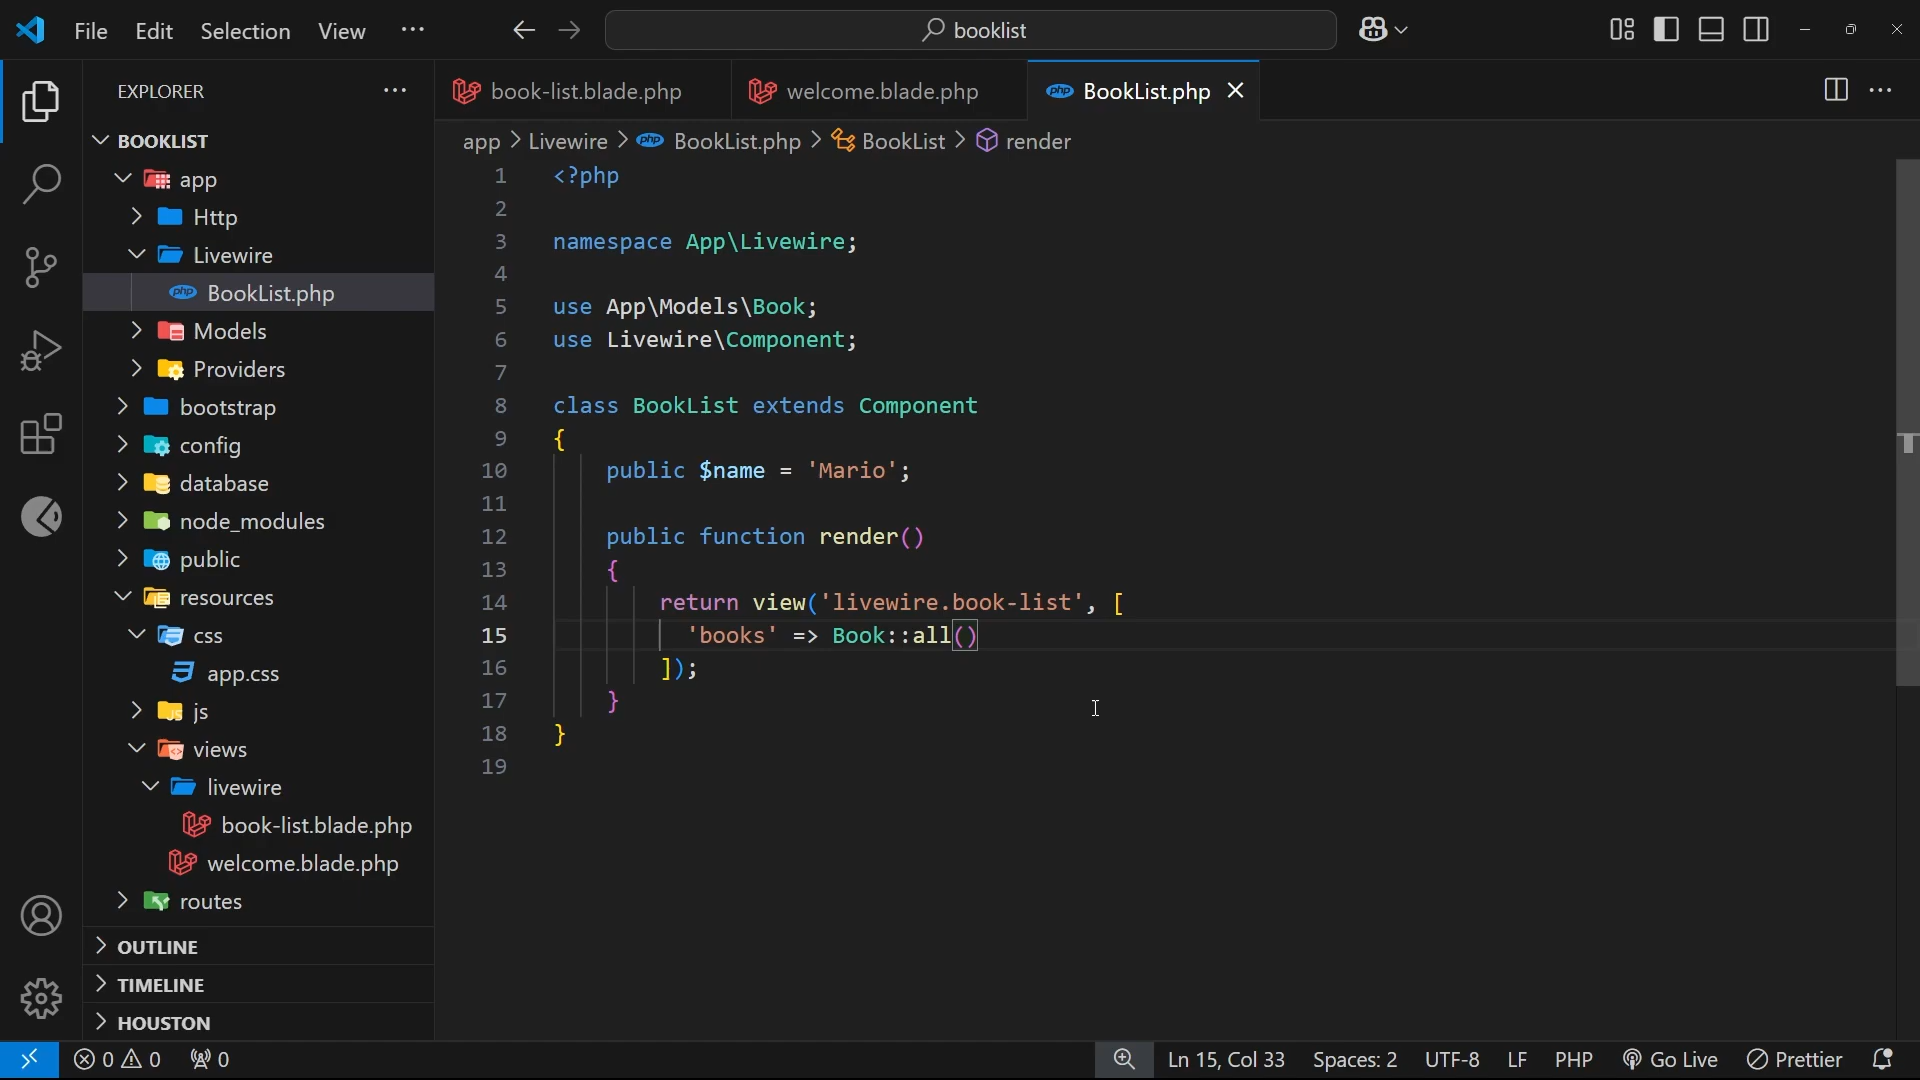 File Edit Selection View ··· booklist
EXPLORER ···
BOOKLIST
app
Http
Livewire
BookList.php
Models
Providers
bootstrap
config
database
node_modules
public
resources
css
app.css
js
views
livewire
book-list.blade.php
welcome.blade.php
routes
OUTLINE
TIMELINE
HOUSTON
book-list.blade.php welcome.blade.php php BookList.php
app > Livewire > php BookList.php > BookList > render
1 <?php
2
3 namespace App\Livewire;
4
5 use App\Models\Book;
6 use Livewire\Component;
7
8 class BookList extends Component
9 {
10 public $name = 'Mario';
11
12 public function render()
13 {
14 return view('livewire.book-list', [
15 'books' => Book::all()
16 ]);
17 }
18 }
19
0 0 0 Ln 15, Col 33 Spaces: 2 UTF-8 LF PHP Go Live Prettier